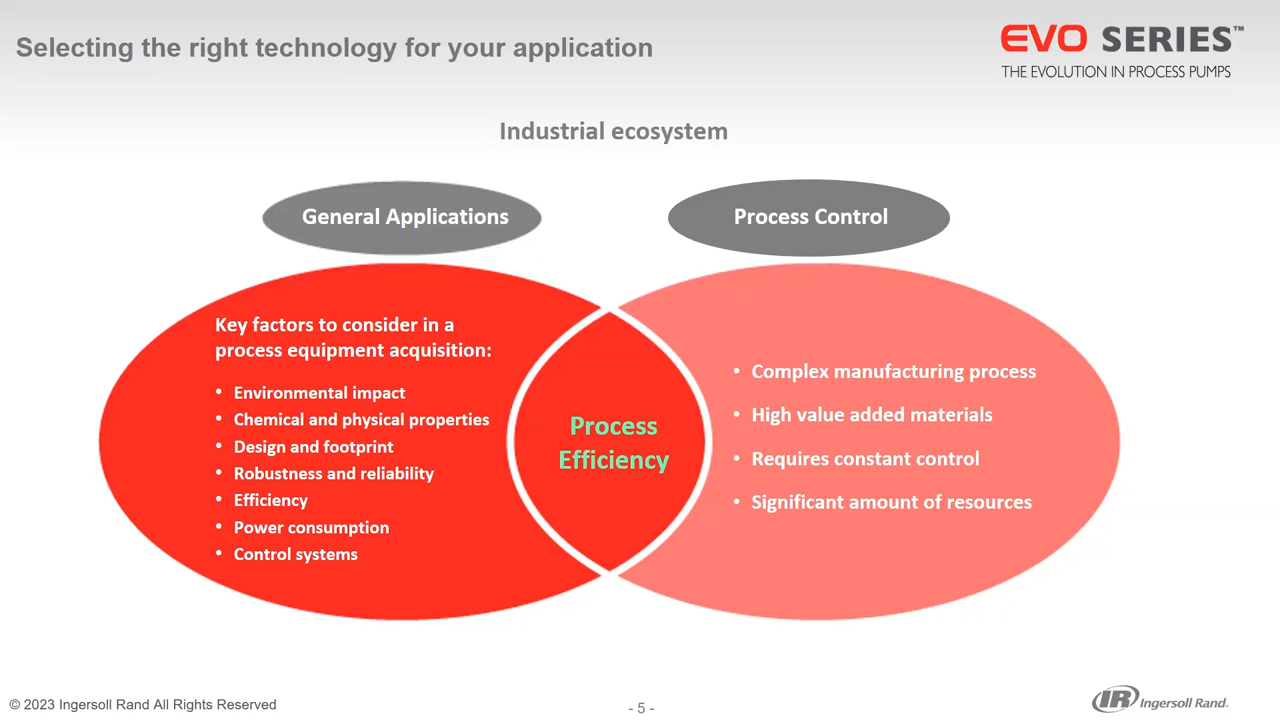 Selecting the right technology for your application
EVO SERIES™
THE EVOLUTION IN PROCESS PUMPS
Industrial ecosystem
General Applications
Process Control
Key factors to consider in a
process equipment acquisition:
• Environmental impact
• Chemical and physical properties
• Design and footprint
• Robustness and reliability
• Efficiency
• Power consumption
• Control systems
Process
Efficiency
• Complex manufacturing process
• High value added materials
• Requires constant control
• Significant amount of resources
© 2023 Ingersoll Rand All Rights Reserved
- 5 -
IR Ingersoll Rand.